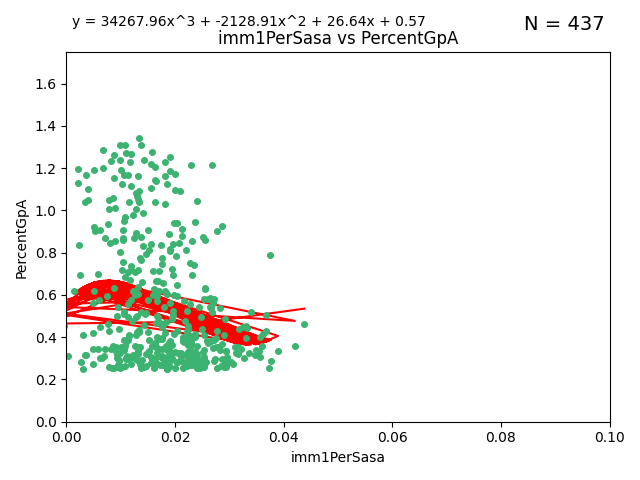 y = 34267.96x^3 + -2128.91x^2 + 26.64x + 0.57
N = 437
imm1PerSasa vs PercentGpA
PercentGpA
1.6
1.4
1.2
1.0
0.8
0.6
0.4
0.2
0.0
0.00 0.02 0.04 0.06 0.08 0.10
imm1PerSasa